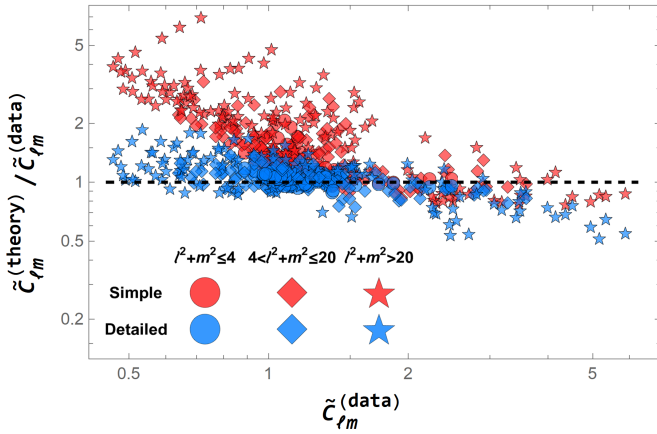 5
2
1
0.5
0.2
C̃ℓm(theory) / C̃ℓm(data)
l²+m²≤4 4<l²+m²≤20 l²+m²>20
Simple
Detailed
0.5 1 2 5
C̃ℓm(data)